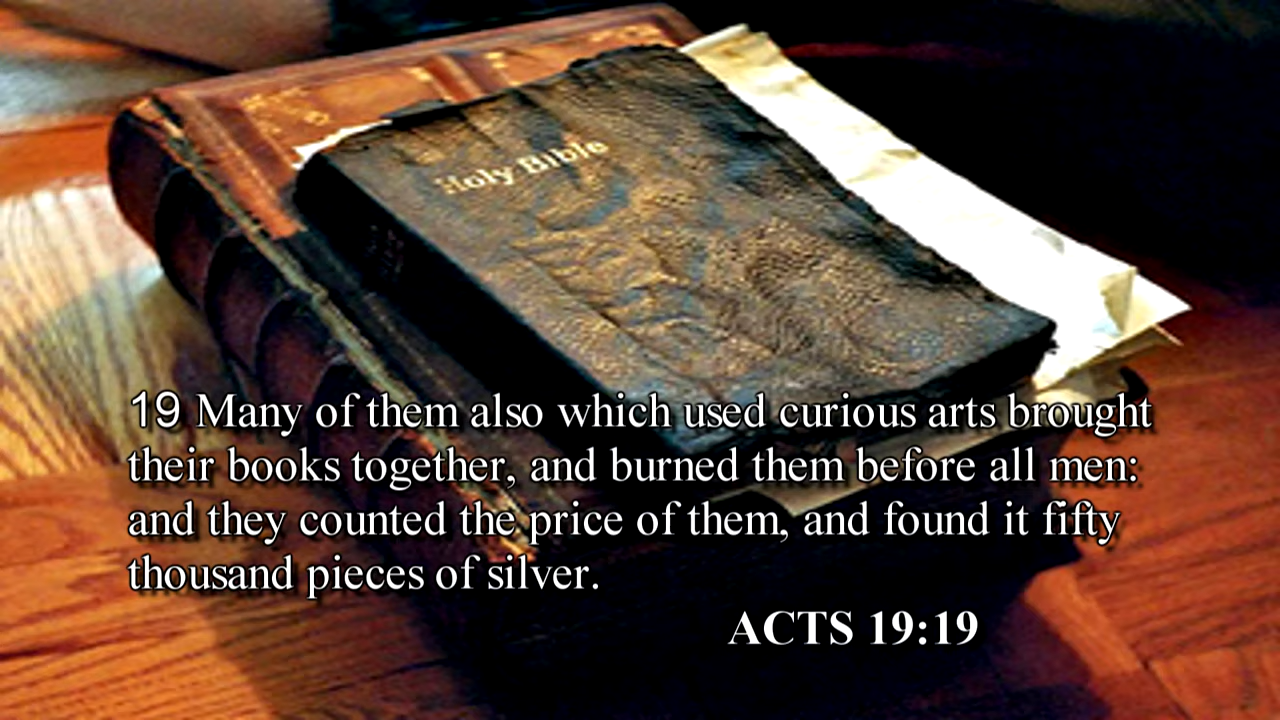 Holy Bible
19 Many of them also which used curious arts brought
their books together, and burned them before all men:
and they counted the price of them, and found it fifty
thousand pieces of silver.
ACTS 19:19